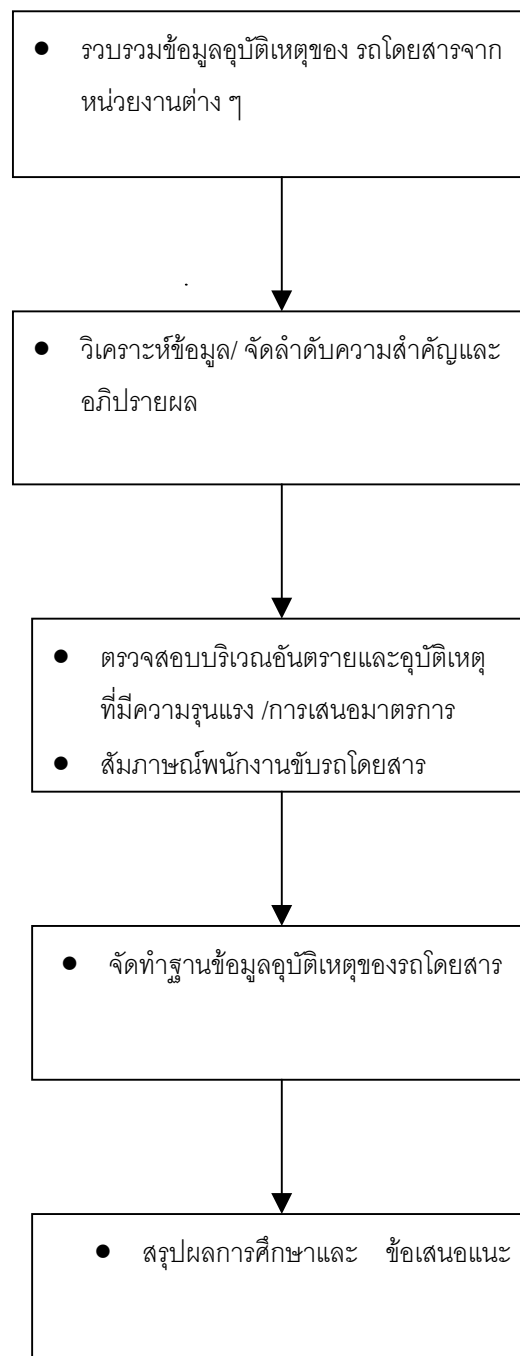 ● รวบรวมข้อมูลอุบัติเหตุของ รถโดยสารจาก
หน่วยงานต่าง ๆ
● วิเคราะห์ข้อมูล/ จัดลำดับความสำคัญและ
อภิปรายผล
● ตรวจสอบบริเวณอันตรายและอุบัติเหตุ
ที่มีความรุนแรง /การเสนอมาตรการ
● สัมภาษณ์พนักงานขับรถโดยสาร
● จัดทำฐานข้อมูลอุบัติเหตุของรถโดยสาร
● สรุปผลการศึกษาและ ข้อเสนอแนะ